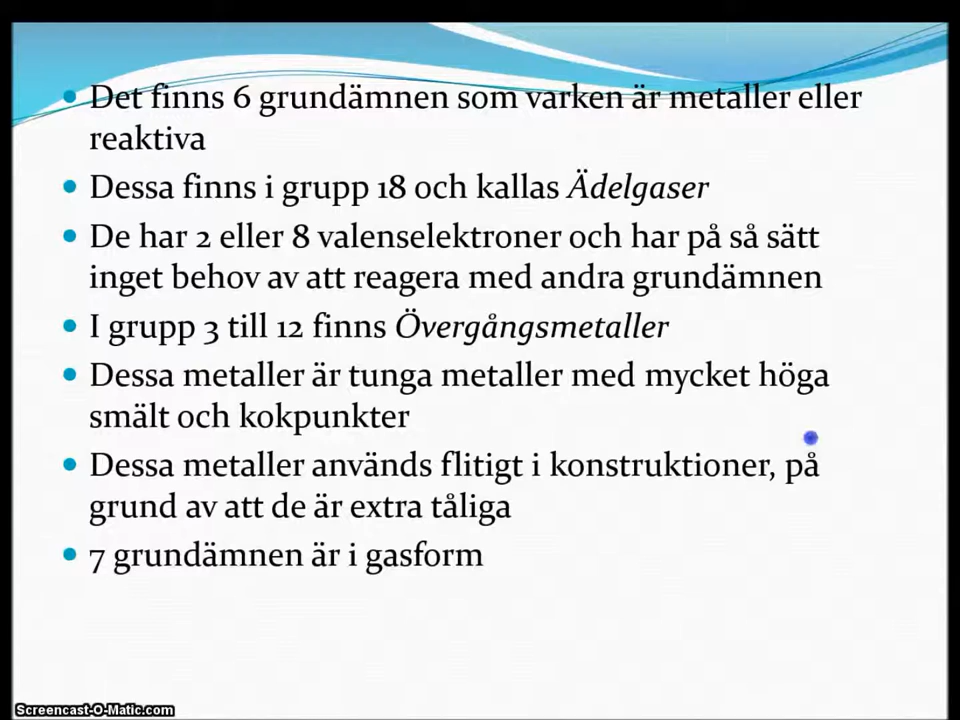 • Det finns 6 grundämnen som varken är metaller eller
reaktiva
• Dessa finns i grupp 18 och kallas Ädelgaser
• De har 2 eller 8 valenselektroner och har på så sätt
inget behov av att reagera med andra grundämnen
• I grupp 3 till 12 finns Övergångsmetaller
• Dessa metaller är tunga metaller med mycket höga
smält och kokpunkter
• Dessa metaller används flitigt i konstruktioner, på
grund av att de är extra tåliga
• 7 grundämnen är i gasform
Screencast-O-Matic.com